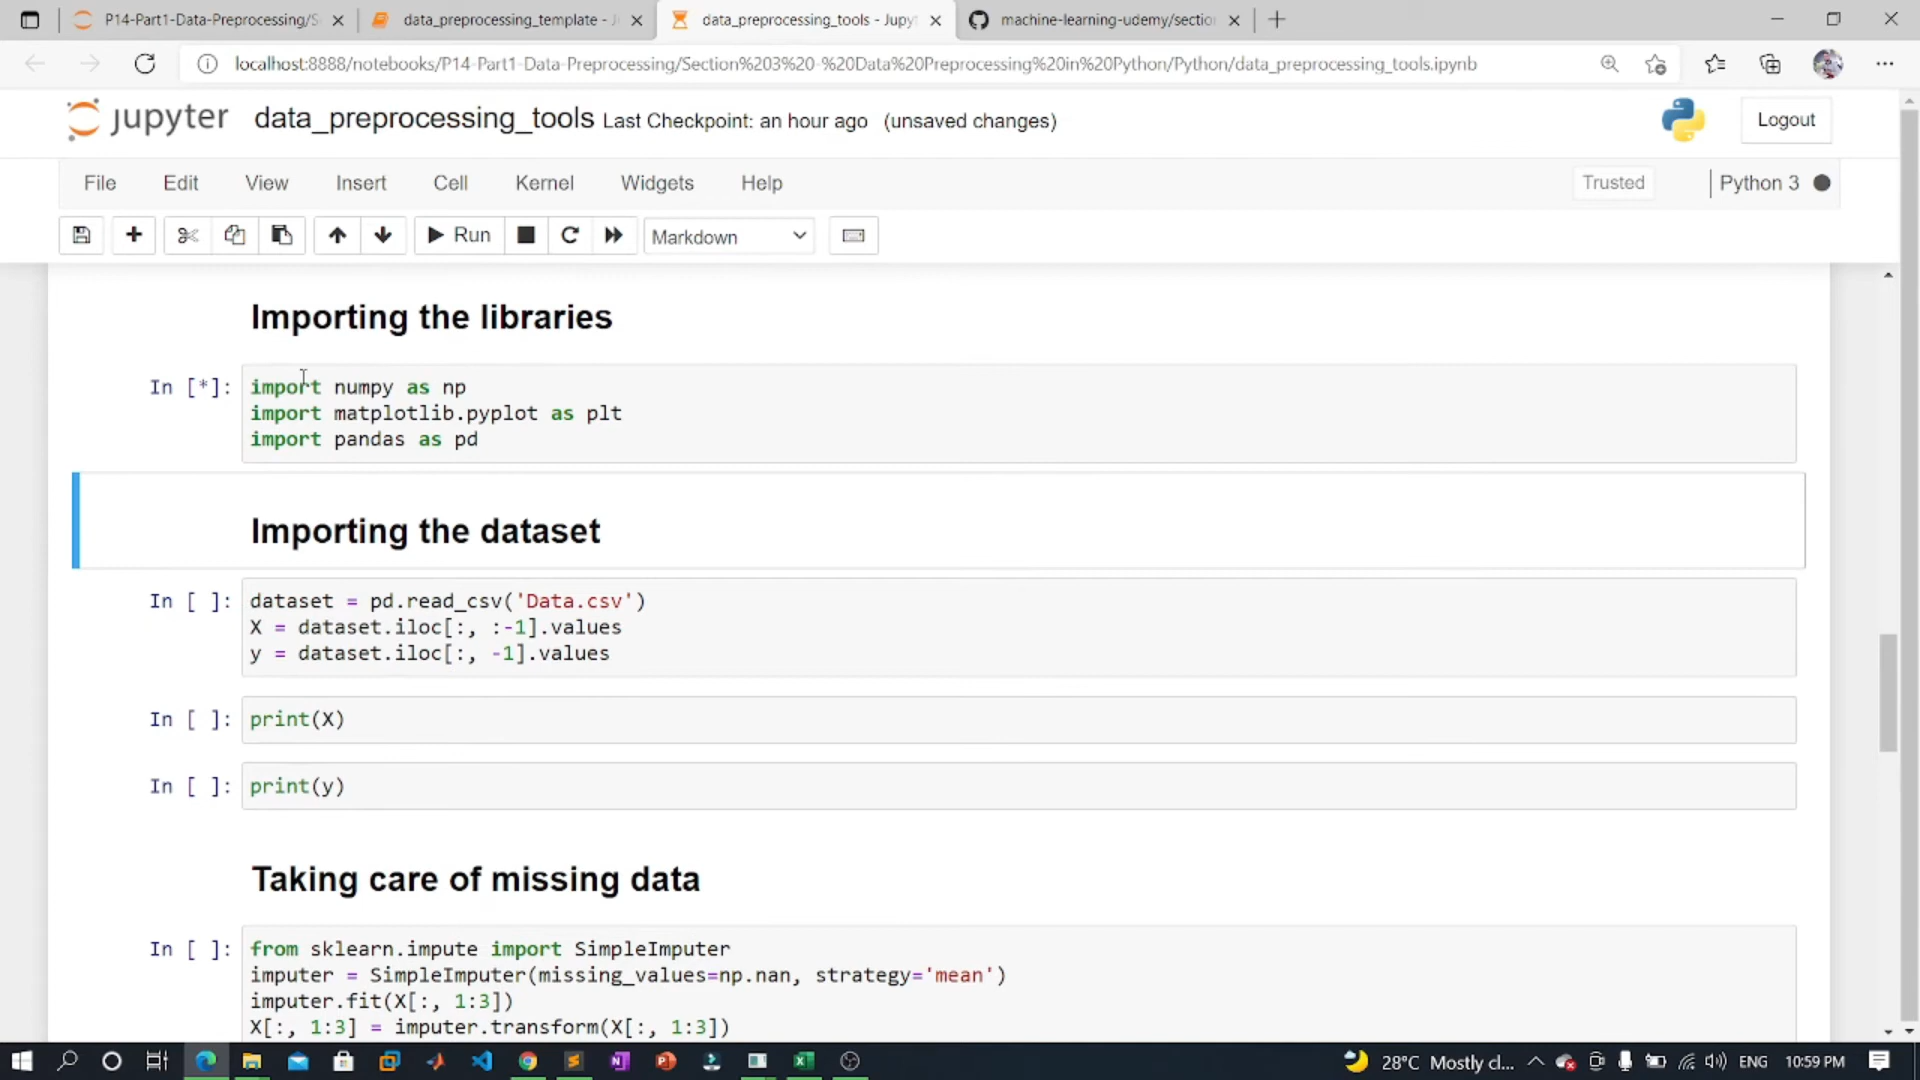 P14-Part1-Data-Preprocessing/S
data_preprocessing_template - J
data_preprocessing_tools - Jupyt
machine-learning-udemy/sectio
localhost:8888/notebooks/P14-Part1-Data-Preprocessing/Section%203%20-%20Data%20Preprocessing%20in%20Python/Python/data_preprocessing_tools.ipynb
jupyter data_preprocessing_tools Last Checkpoint: an hour ago (unsaved changes)
Logout
File Edit View Insert Cell Kernel Widgets Help
Trusted
Python 3
Run
Markdown
Importing the libraries
In [*]: import numpy as np
import matplotlib.pyplot as plt
import pandas as pd
Importing the dataset
In [ ]: dataset = pd.read_csv('Data.csv')
X = dataset.iloc[:, :-1].values
y = dataset.iloc[:, -1].values
In [ ]: print(X)
In [ ]: print(y)
Taking care of missing data
In [ ]: from sklearn.impute import SimpleImputer
imputer = SimpleImputer(missing_values=np.nan, strategy='mean')
imputer.fit(X[:, 1:3])
X[:, 1:3] = imputer.transform(X[:, 1:3])
28°C Mostly cl... ENG 10:59 PM